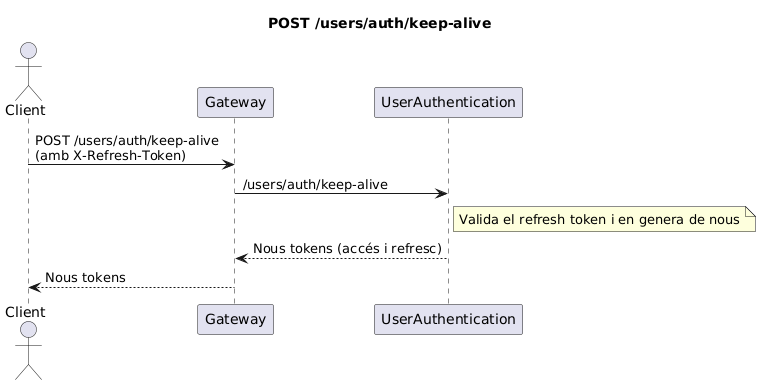 POST /users/auth/keep-alive
Client
Gateway
UserAuthentication
POST /users/auth/keep-alive
(amb X-Refresh-Token)
/users/auth/keep-alive
Valida el refresh token i en genera de nous
Nous tokens (accés i refresc)
Nous tokens
Client
Gateway
UserAuthentication